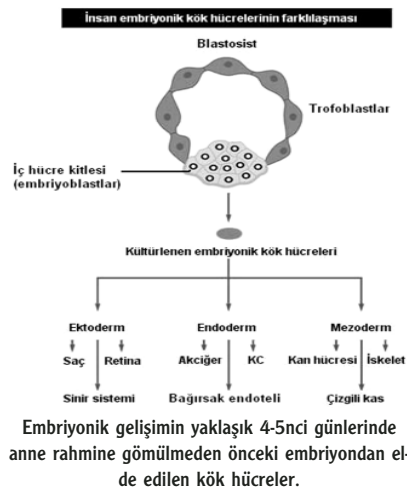 İnsan embriyonik kök hücrelerinin farklılaşması
Blastosist
Trofoblastlar
İç hücre kitlesi
(embriyoblastlar)
Kültürlenen embriyonik kök hücreleri
Ektoderm Endoderm Mezoderm
Saç Retina Akciğer KC Kan hücresi İskelet
Sinir sistemi Bağırsak endoteli Çizgili kas
Embriyonik gelişimin yaklaşık 4-5nci günlerinde
anne rahmine gömülmeden önceki embriyondan el-
de edilen kök hücreler.